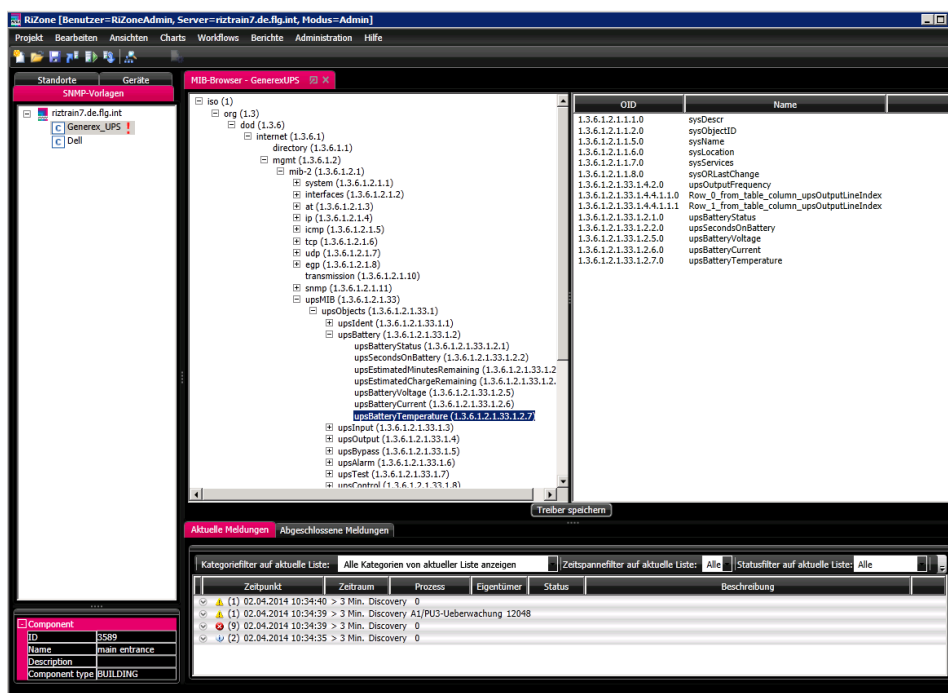 RiZone [Benutzer=RiZoneAdmin, Server=riztrain7.de.flg.int, Modus=Admin]
Projekt Bearbeiten Ansichten Charts Workflows Berichte Administration Hilfe
Standorte Geräte
SNMP-Vorlagen
riztrain7.de.flg.int
C Generex_UPS !
C Dell
MIB-Browser - GenerexUPS
iso (1)
org (1.3)
dod (1.3.6)
internet (1.3.6.1)
directory (1.3.6.1.1)
mgmt (1.3.6.1.2)
mib-2 (1.3.6.1.2.1)
system (1.3.6.1.2.1.1)
interfaces (1.3.6.1.2.1.2)
at (1.3.6.1.2.1.3)
ip (1.3.6.1.2.1.4)
icmp (1.3.6.1.2.1.5)
tcp (1.3.6.1.2.1.6)
udp (1.3.6.1.2.1.7)
egp (1.3.6.1.2.1.8)
transmission (1.3.6.1.2.1.10)
snmp (1.3.6.1.2.1.11)
upsMIB (1.3.6.1.2.1.33)
upsObjects (1.3.6.1.2.1.33.1)
upsIdent (1.3.6.1.2.1.33.1.1)
upsBattery (1.3.6.1.2.1.33.1.2)
upsBatteryStatus (1.3.6.1.2.1.33.1.2.1)
upsSecondsOnBattery (1.3.6.1.2.1.33.1.2.2)
upsEstimatedMinutesRemaining (1.3.6.1.2.1.33.1.2
upsEstimatedChargeRemaining (1.3.6.1.2.1.33.1.2.
upsBatteryVoltage (1.3.6.1.2.1.33.1.2.5)
upsBatteryCurrent (1.3.6.1.2.1.33.1.2.6)
upsBatteryTemperature (1.3.6.1.2.1.33.1.2.7)
upsInput (1.3.6.1.2.1.33.1.3)
upsOutput (1.3.6.1.2.1.33.1.4)
upsBypass (1.3.6.1.2.1.33.1.5)
upsAlarm (1.3.6.1.2.1.33.1.6)
upsTest (1.3.6.1.2.1.33.1.7)
upsControl (1.3.6.1.2.1.33.1.8)
OID Name
1.3.6.1.2.1.1.1.0 sysDescr
1.3.6.1.2.1.1.2.0 sysObjectID
1.3.6.1.2.1.1.5.0 sysName
1.3.6.1.2.1.1.6.0 sysLocation
1.3.6.1.2.1.1.7.0 sysServices
1.3.6.1.2.1.1.8.0 sysORLastChange
1.3.6.1.2.1.33.1.4.2.0 upsOutputFrequency
1.3.6.1.2.1.33.1.4.4.1.1.0 Row_0_from_table_column_upsOutputLineIndex
1.3.6.1.2.1.33.1.4.4.1.1.1 Row_1_from_table_column_upsOutputLineIndex
1.3.6.1.2.1.33.1.2.1.0 upsBatteryStatus
1.3.6.1.2.1.33.1.2.2.0 upsSecondsOnBattery
1.3.6.1.2.1.33.1.2.5.0 upsBatteryVoltage
1.3.6.1.2.1.33.1.2.6.0 upsBatteryCurrent
1.3.6.1.2.1.33.1.2.7.0 upsBatteryTemperature
Treiber speichern
Aktuelle Meldungen Abgeschlossene Meldungen
Kategoriefilter auf aktuelle Liste: Alle Kategorien von aktueller Liste anzeigen Zeitspannefilter auf aktuelle Liste: Alle Statusfilter auf aktuelle Liste: Alle
Zeitpunkt Zeitraum Prozess Eigentümer Status Beschreibung
(1) 02.04.2014 10:34:40 > 3 Min. Discovery 0
(1) 02.04.2014 10:34:39 > 3 Min. Discovery A1/PU3-Ueberwachung 12048
(9) 02.04.2014 10:34:39 > 3 Min. Discovery 0
(2) 02.04.2014 10:34:35 > 3 Min. Discovery 0
Component
ID 3589
Name main entrance
Description
Component type BUILDING